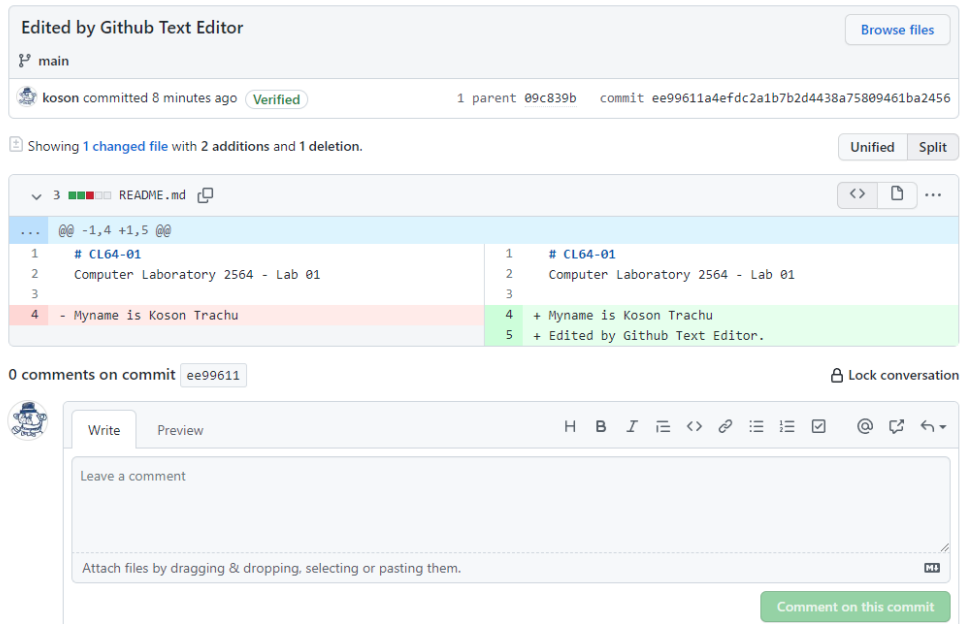 Edited by Github Text Editor
Browse files
main
koson committed 8 minutes ago Verified 1 parent 09c839b commit ee99611a4efdc2a1b7b2d4438a75809461ba2456
Showing 1 changed file with 2 additions and 1 deletion.
Unified Split
3 README.md
... @@ -1,4 +1,5 @@
1 # CL64-01 1 # CL64-01
2 Computer Laboratory 2564 - Lab 01 2 Computer Laboratory 2564 - Lab 01
3 3
4 - Myname is Koson Trachu 4 + Myname is Koson Trachu
5 + Edited by Github Text Editor.
0 comments on commit ee99611
Lock conversation
Write Preview
Leave a comment
Attach files by dragging & dropping, selecting or pasting them.
Comment on this commit